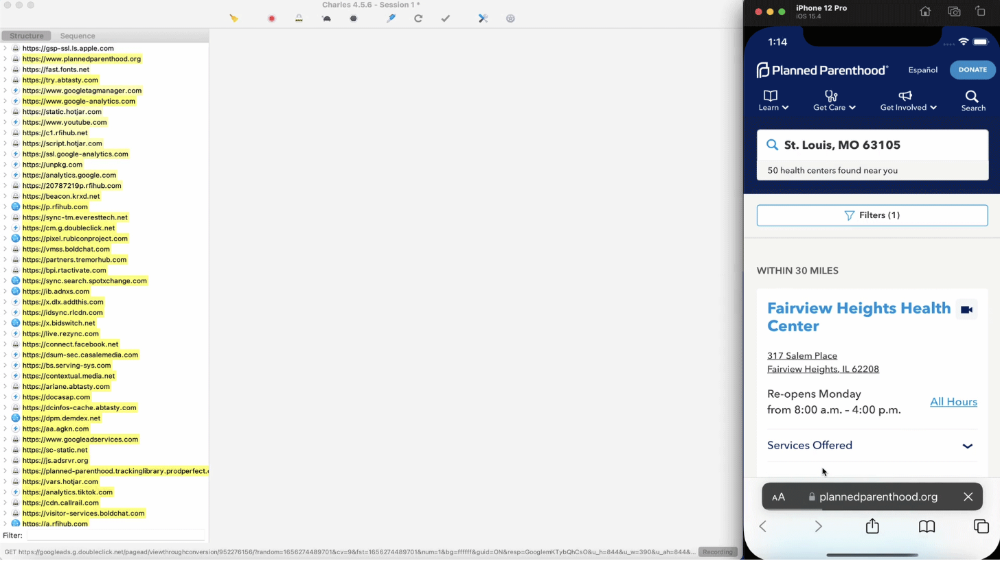 Charles 4.5.6 - Session 1 *
Structure
Sequence
https://gsp-ssl.ls.apple.com
https://www.plannedparenthood.org
https://fast.fonts.net
https://try.abtasty.com
https://www.googletagmanager.com
https://www.google-analytics.com
https://static.hotjar.com
https://www.youtube.com
https://c1.rfihub.net
https://script.hotjar.com
https://ssl.google-analytics.com
https://unpkg.com
https://analytics.google.com
https://20787219p.rfihub.com
https://beacon.krxd.net
https://p.rfihub.com
https://sync-tm.everesttech.net
https://cm.g.doubleclick.net
https://pixel.rubiconproject.com
https://vmss.boldchat.com
https://partners.tremorhub.com
https://bpi.rtactivate.com
https://sync.search.spotxchange.com
https://ib.adnxs.com
https://x.dlx.addthis.com
https://idsync.rlcdn.com
https://x.bidswitch.net
https://live.rezync.com
https://connect.facebook.net
https://dsum-sec.casalemedia.com
https://bs.serving-sys.com
https://contextual.media.net
https://ariane.abtasty.com
https://docasap.com
https://dcinfos-cache.abtasty.com
https://dpm.demdex.net
https://aa.agkn.com
https://www.googleadservices.com
https://sc-static.net
https://js.adsrvr.org
https://planned-parenthood.trackinglibrary.prodperfect.c
https://vars.hotjar.com
https://analytics.tiktok.com
https://cdn.callrail.com
https://visitor-services.boldchat.com
https://a.rfihub.com
Filter:
GET https://googleads.g.doubleclick.net/pagead/viewthroughconversion/952276156/?random=1656274489701&cv=9&fst=1656274489701&num=1&bg=ffffff&guid=ON&resp=GooglemKTybQhCsO&u_h=844&u_w=390&u_ah=844&...
Recording
iPhone 12 Pro
iOS 15.4
1:14
Planned Parenthood®
Español
DONATE
Learn
Get Care
Get Involved
Search
St. Louis, MO 63105
50 health centers found near you
Filters (1)
WITHIN 30 MILES
Fairview Heights Health
Center
317 Salem Place
Fairview Heights, IL 62208
Re-opens Monday
from 8:00 a.m. – 4:00 p.m.
All Hours
Services Offered
AA
plannedparenthood.org